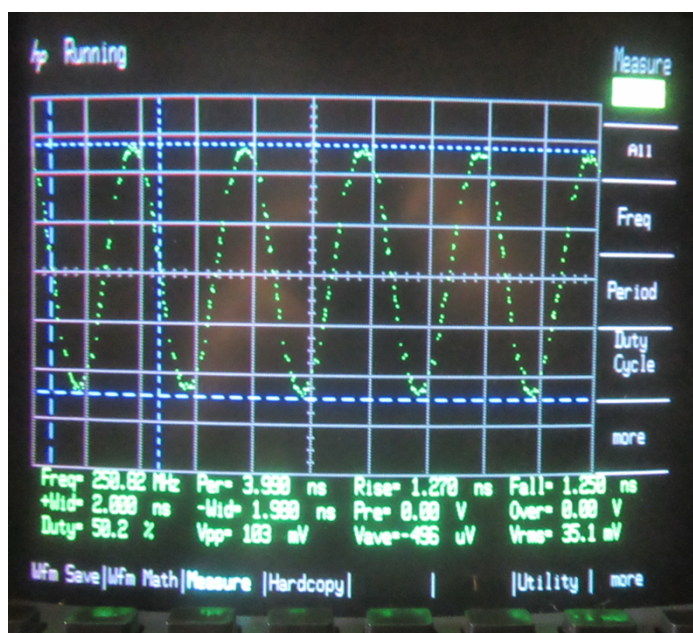 hp Running
Measure
All
Freq
Period
Duty
Cycle
more
Freq= 250.62 MHz Per= 3.990 ns Rise= 1.270 ns Fall= 1.250 ns
+Wid= 2.000 ns -Wid= 1.990 ns Pre= 0.00 V Over= 0.00 V
Duty= 50.2 % Vpp= 103 mV Vave=-496 uV Vrms= 35.1 mV
Wfm Save|Wfm Math|Measure |Hardcopy| | |Utility | more